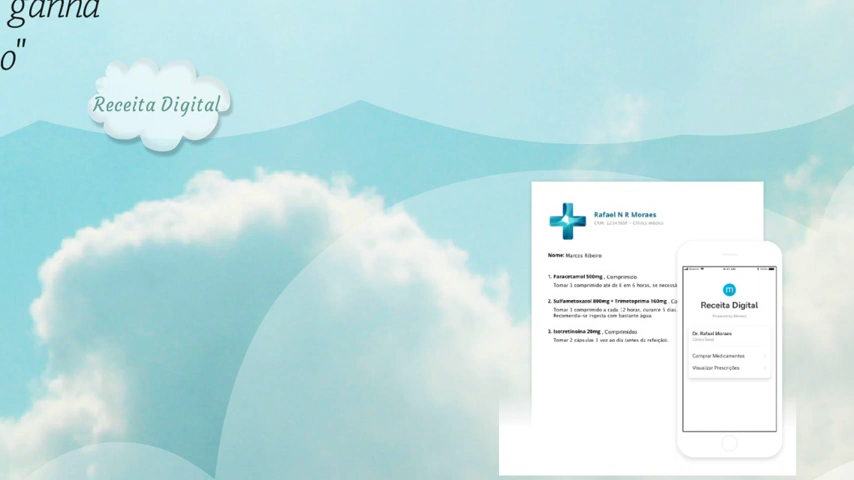 ganha
o"
Receita Digital
Rafael N R Moraes
Clínica Médica
Nome: Marcos Ribeiro
1. Paracetamol 500mg, Comprimido
Tomar 1 comprimido até de 6 em 6 horas, se necessá
2. Sulfametoxazol 800mg + Trimetoprima 160mg, Co
Tomar 1 comprimido a cada 12 horas, durante 5 dias.
Recomenda-se ingesta com bastante água.
3. Isotretinoína 20mg, Comprimidos
Tomar 2 cápsulas 1 vez ao dia (antes da refeição).
m
Receita Digital
Dr. Rafael Moraes
Comprar Medicamentos
Visualizar Prescrições